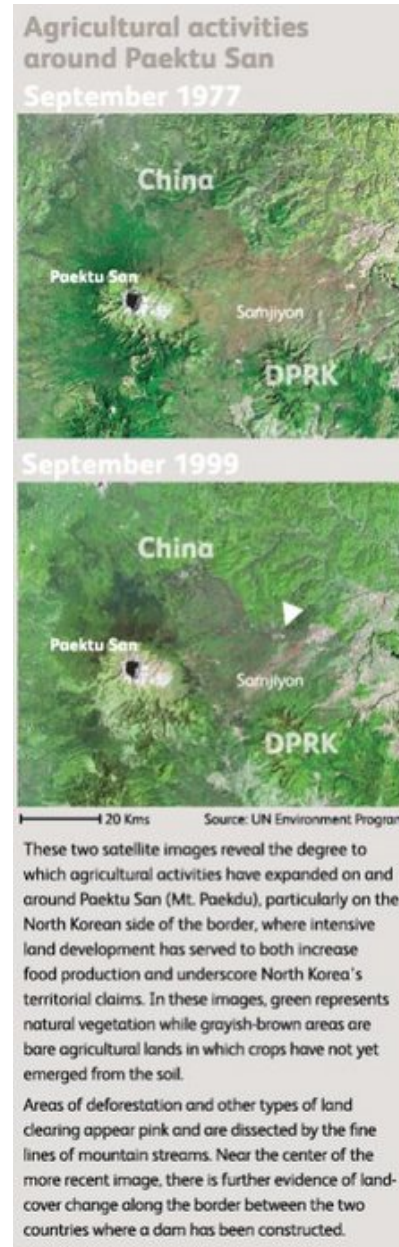 Agricultural activities
around Paektu San
September 1977
China
Paektu San
Samjiyon
DPRK
September 1999
China
Paektu San
Samjiyon
DPRK
20 Kms
Source: UN Environment Program
These two satellite images reveal the degree to
which agricultural activities have expanded on and
around Paektu San (Mt. Paekdu), particularly on the
North Korean side of the border, where intensive
land development has served to both increase
food production and underscore North Korea's
territorial claims. In these images, green represents
natural vegetation while grayish-brown areas are
bare agricultural lands in which crops have not yet
emerged from the soil.
Areas of deforestation and other types of land
clearing appear pink and are dissected by the fine
lines of mountain streams. Near the center of the
more recent image, there is further evidence of land-
cover change along the border between the two
countries where a dam has been constructed.